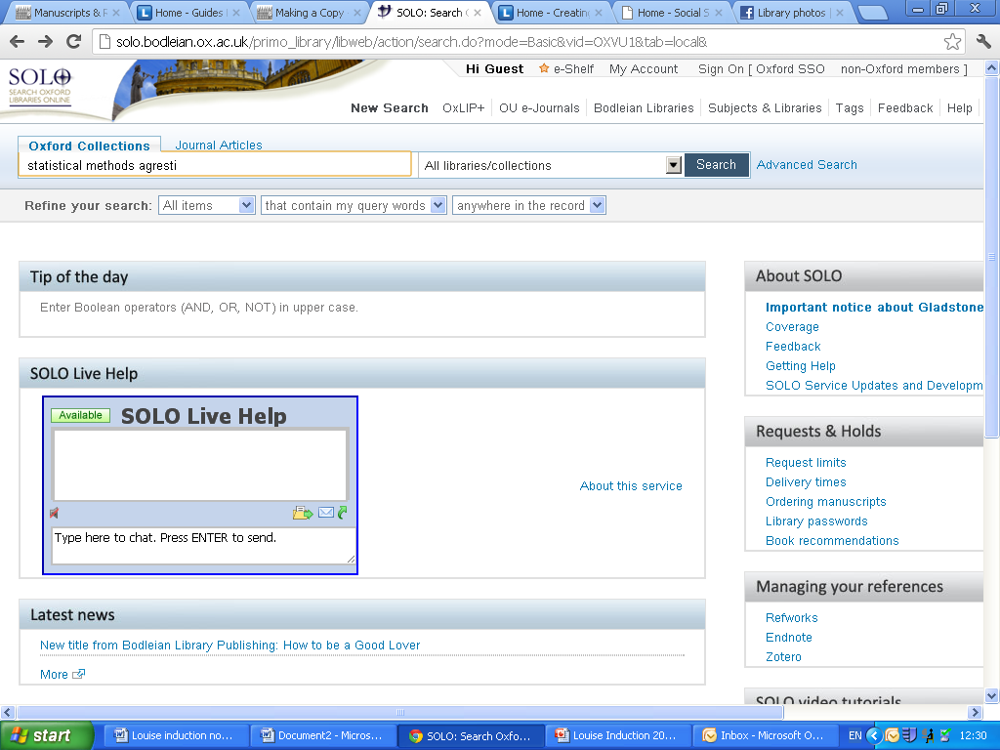 Manuscripts & R
Home - Guides
Making a Copy
SOLO: Search
Home - Creatin
Home - Social S
Library photos
solo.bodleian.ox.ac.uk/primo_library/libweb/action/search.do?mode=Basic&vid=OXVU1&tab=local&
SOLO
SEARCH OXFORD
LIBRARIES ONLINE
Hi Guest e-Shelf My Account Sign On [ Oxford SSO non-Oxford members ]
New Search OxLIP+ OU e-Journals Bodleian Libraries Subjects & Libraries Tags Feedback Help
Oxford Collections Journal Articles
statistical methods agresti All libraries/collections Search Advanced Search
Refine your search: All items that contain my query words anywhere in the record
Tip of the day
Enter Boolean operators (AND, OR, NOT) in upper case.
SOLO Live Help
Available SOLO Live Help
About this service
Type here to chat. Press ENTER to send.
Latest news
New title from Bodleian Library Publishing: How to be a Good Lover
More
About SOLO
Important notice about Gladstone
Coverage
Feedback
Getting Help
SOLO Service Updates and Developm
Requests & Holds
Request limits
Delivery times
Ordering manuscripts
Library passwords
Book recommendations
Managing your references
Refworks
Endnote
Zotero
SOLO video tutorials
start Louise induction no... Document2 - Micros... SOLO: Search Oxfo... Louise Induction 20... Inbox - Microsoft O... EN 12:30